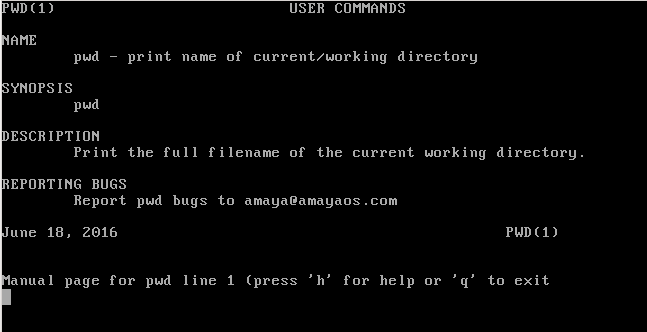 PWD(1) USER COMMANDS
NAME
pwd - print name of current/working directory
SYNOPSIS
pwd
DESCRIPTION
Print the full filename of the current working directory.
REPORTING BUGS
Report pwd bugs to amaya@amayaos.com
June 18, 2016 PWD(1)
Manual page for pwd line 1 (press 'h' for help or 'q' to exit